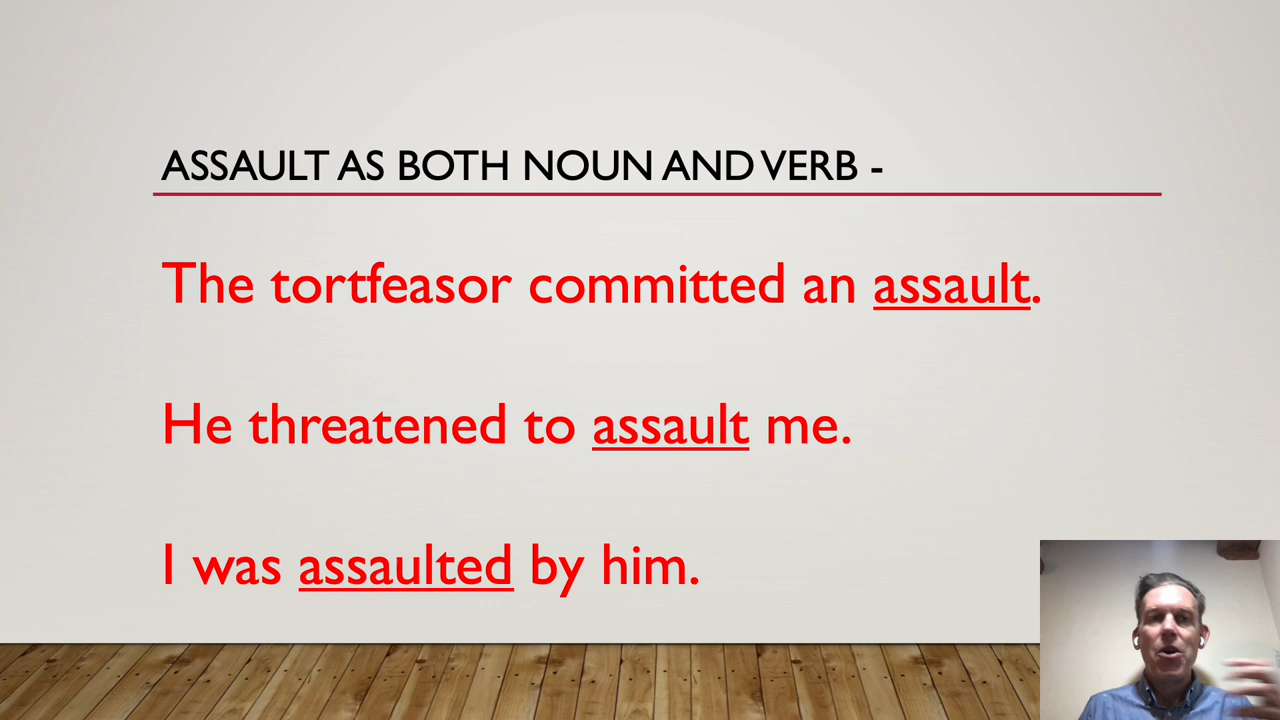 ASSAULT AS BOTH NOUN AND VERB -
The tortfeasor committed an assault.
He threatened to assault me.
I was assaulted by him.